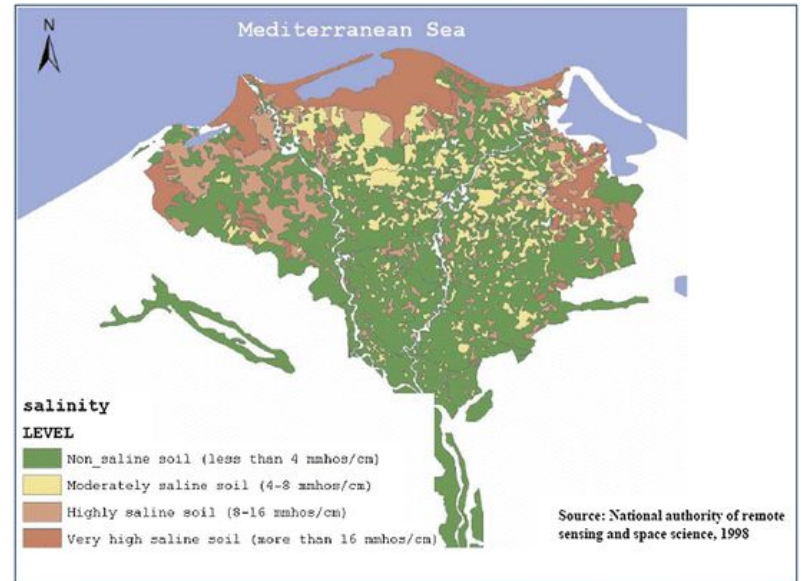 N
Mediterranean Sea
salinity
LEVEL
Non_saline soil (less than 4 mmhos/cm)
Moderately saline soil (4-8 mmhos/cm)
Highly saline soil (8-16 mmhos/cm)
Very high saline soil (more than 16 mmhos/cm)
Source: National authority of remote
sensing and space science, 1998